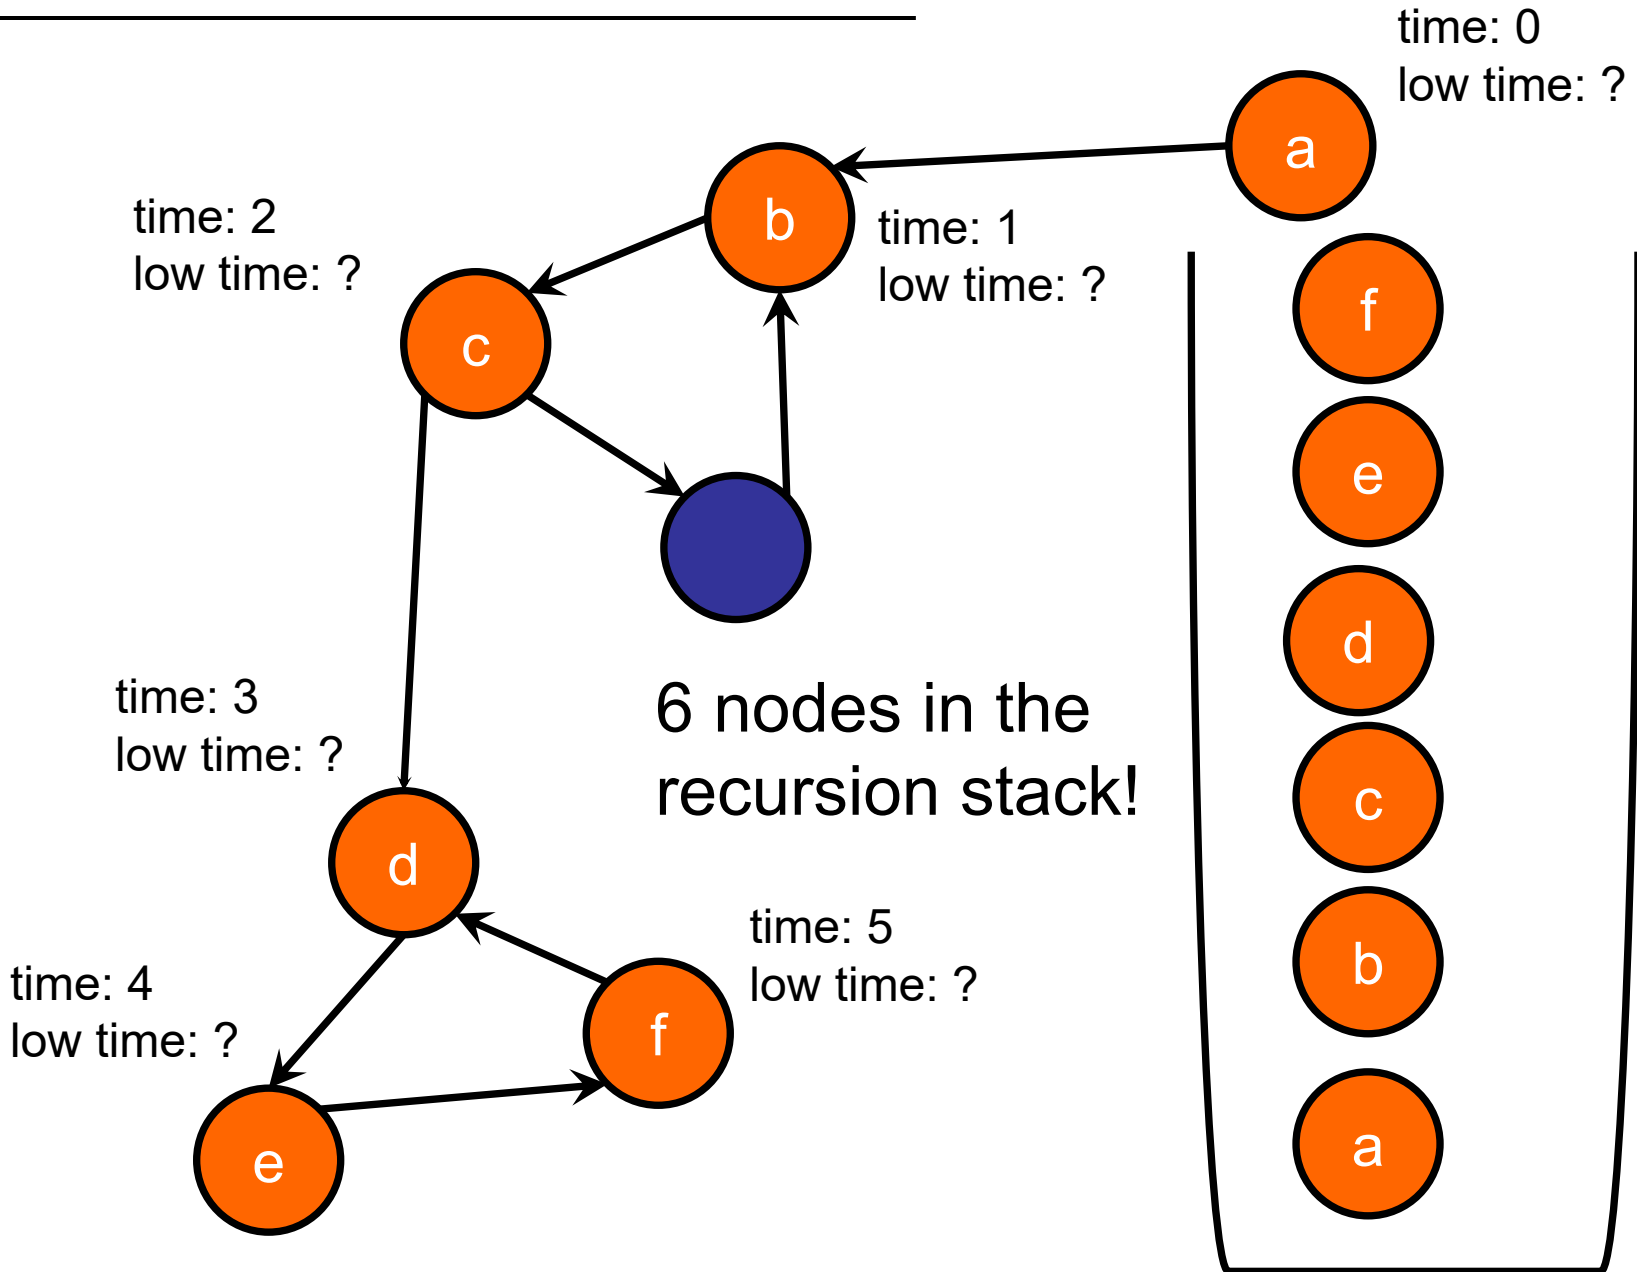 time: 0
low time: ?
a
b
time: 2
low time: ?
time: 1
low time: ?
c
f
e
d
time: 3
low time: ?
6 nodes in the
recursion stack!
c
d
time: 5
low time: ?
b
time: 4
low time: ?
f
e
a